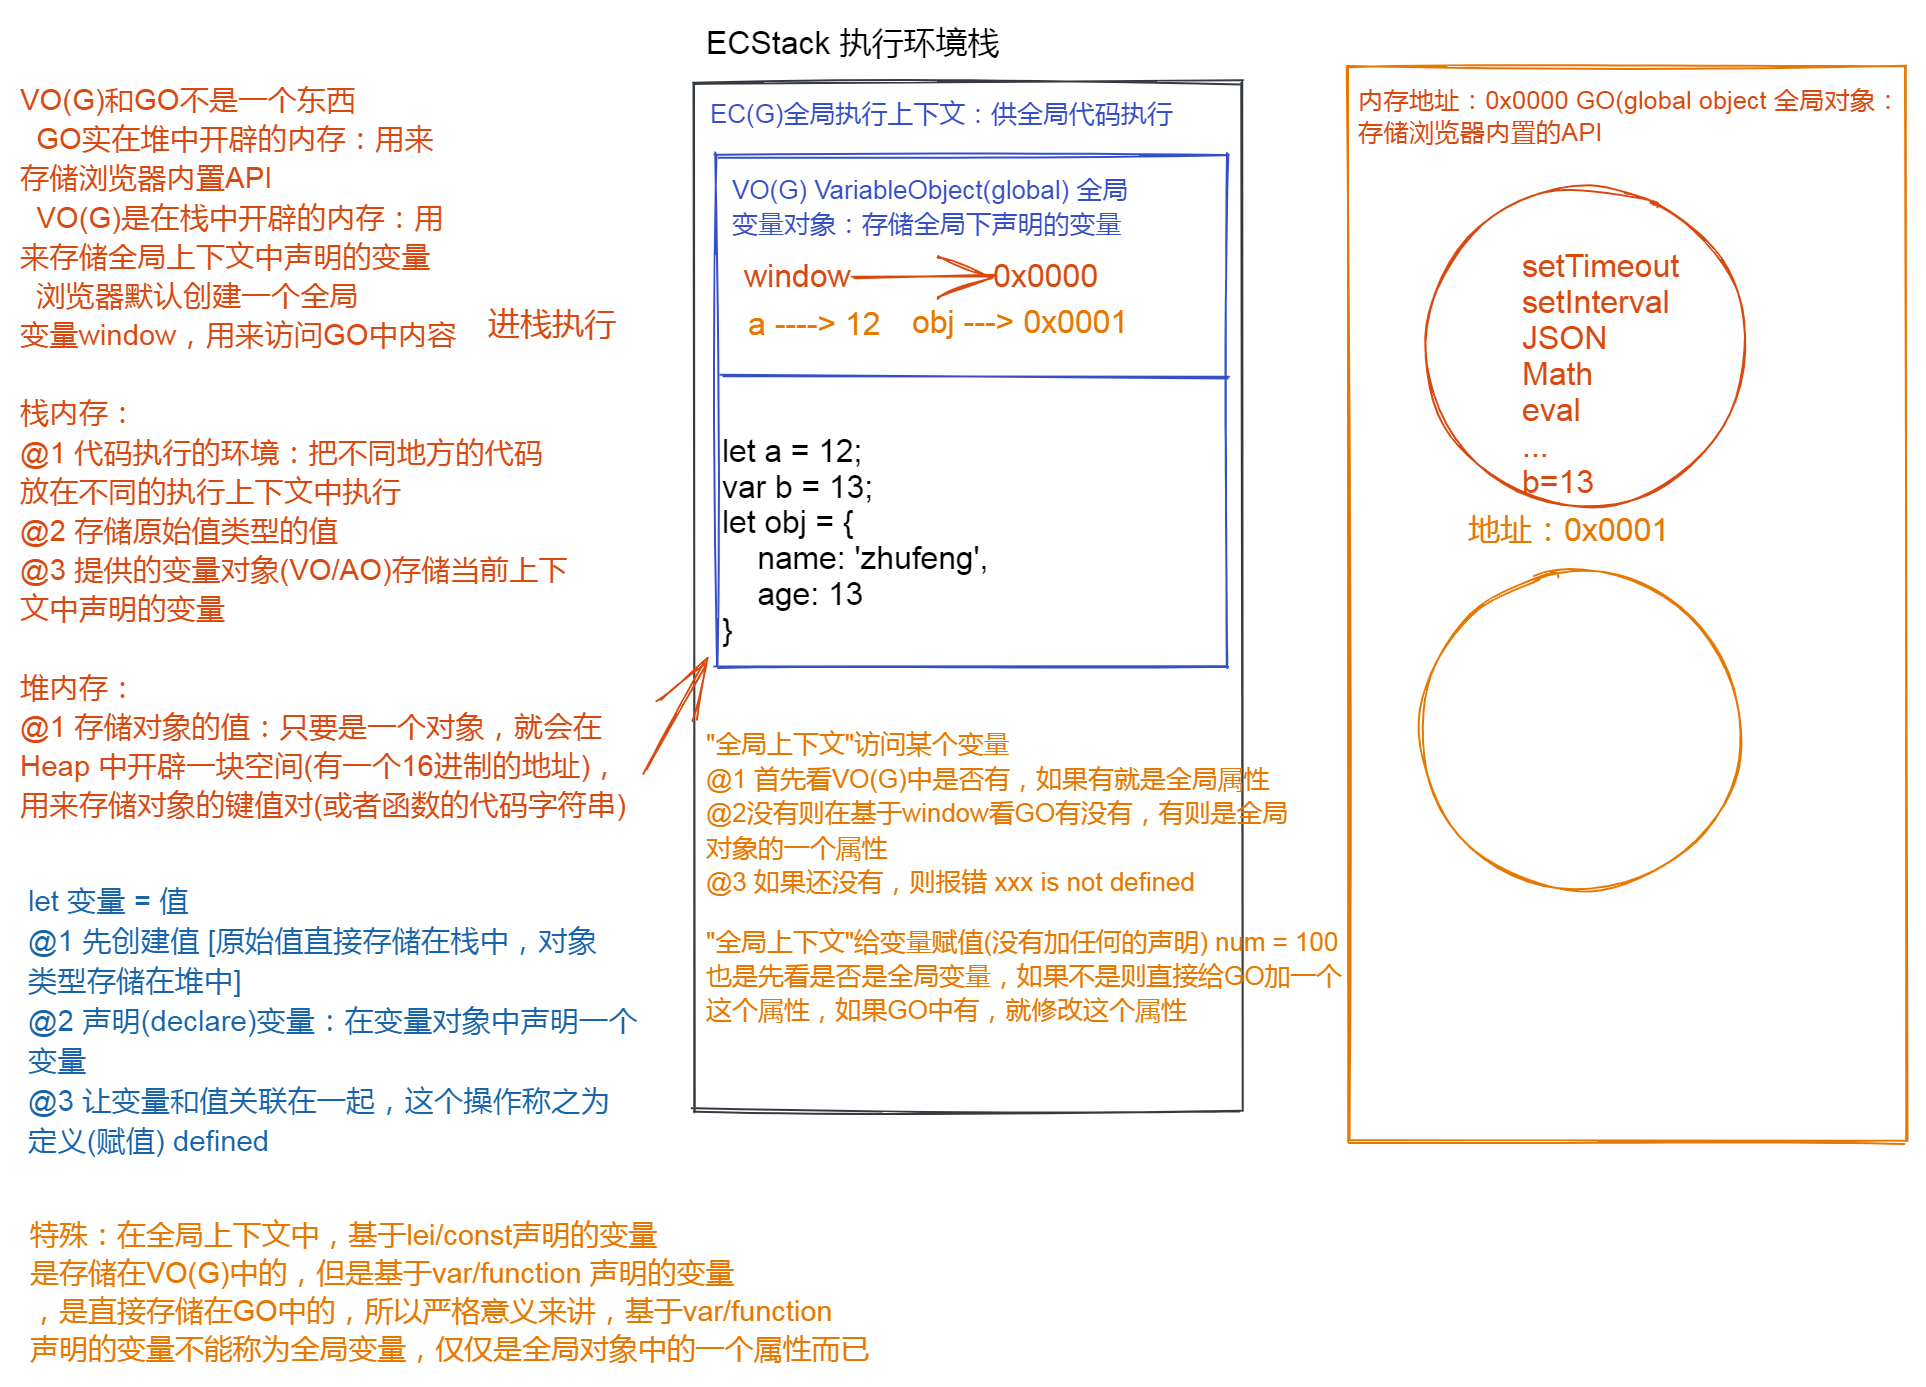 ECStack 执行环境栈
VO(G)和GO不是一个东西
GO实在堆中开辟的内存：用来
存储浏览器内置API
VO(G)是在栈中开辟的内存：用
来存储全局上下文中声明的变量
浏览器默认创建一个全局
变量window，用来访问GO中内容
进栈执行
栈内存：
@1 代码执行的环境：把不同地方的代码
放在不同的执行上下文中执行
@2 存储原始值类型的值
@3 提供的变量对象(VO/AO)存储当前上下
文中声明的变量
堆内存：
@1 存储对象的值：只要是一个对象，就会在
Heap 中开辟一块空间(有一个16进制的地址)，
用来存储对象的键值对(或者函数的代码字符串)
let 变量 = 值
@1 先创建值 [原始值直接存储在栈中，对象
类型存储在堆中]
@2 声明(declare)变量：在变量对象中声明一个
变量
@3 让变量和值关联在一起，这个操作称之为
定义(赋值) defined
特殊：在全局上下文中，基于lei/const声明的变量
是存储在VO(G)中的，但是基于var/function 声明的变量
，是直接存储在GO中的，所以严格意义来讲，基于var/function
声明的变量不能称为全局变量，仅仅是全局对象中的一个属性而已
EC(G)全局执行上下文：供全局代码执行
VO(G) VariableObject(global) 全局
变量对象：存储全局下声明的变量
window 0x0000
a ----> 12 obj ---> 0x0001
let a = 12;
var b = 13;
let obj = {
name: 'zhufeng',
age: 13
}
"全局上下文"访问某个变量
@1 首先看VO(G)中是否有，如果有就是全局属性
@2没有则在基于window看GO有没有，有则是全局
对象的一个属性
@3 如果还没有，则报错 xxx is not defined
"全局上下文"给变量赋值(没有加任何的声明) num = 100
也是先看是否是全局变量，如果不是则直接给GO加一个
这个属性，如果GO中有，就修改这个属性
内存地址：0x0000 GO(global object 全局对象：
存储浏览器内置的API
setTimeout
setInterval
JSON
Math
eval
...
b=13
地址：0x0001